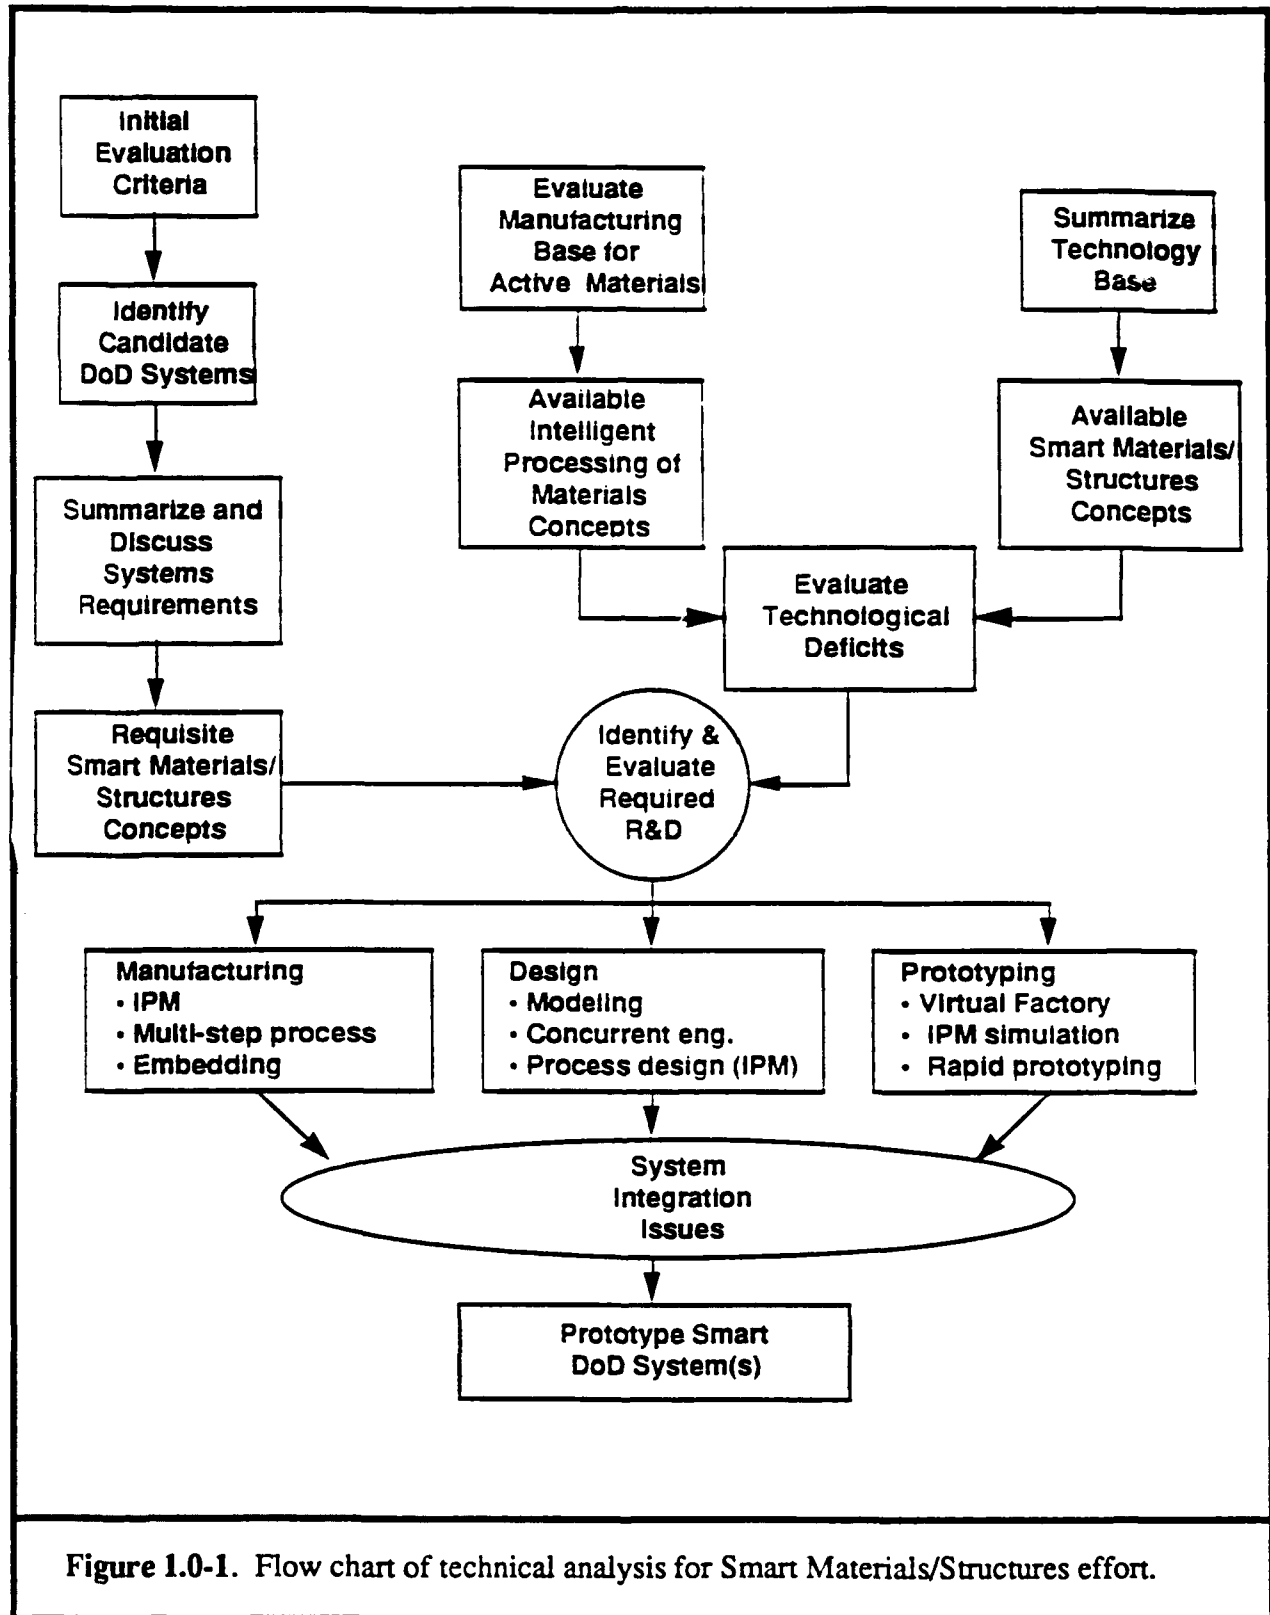 Initial
Evaluation
Criteria
Identify
Candidate
DoD Systems
Summarize and
Discuss
Systems
Requirements
Requisite
Smart Materials/
Structures
Concepts
Evaluate
Manufacturing
Base for
Active Materials
Available
Intelligent
Processing of
Materials
Concepts
Summarize
Technology
Base
Available
Smart Materials/
Structures
Concepts
Evaluate
Technological
Deficits
Identify &
Evaluate
Required
R&D
Manufacturing
• IPM
• Multi-step process
• Embedding
Design
• Modeling
• Concurrent eng.
• Process design (IPM)
Prototyping
• Virtual Factory
• IPM simulation
• Rapid prototyping
System
Integration
Issues
Prototype Smart
DoD System(s)
Figure 1.0-1. Flow chart of technical analysis for Smart Materials/Structures effort.